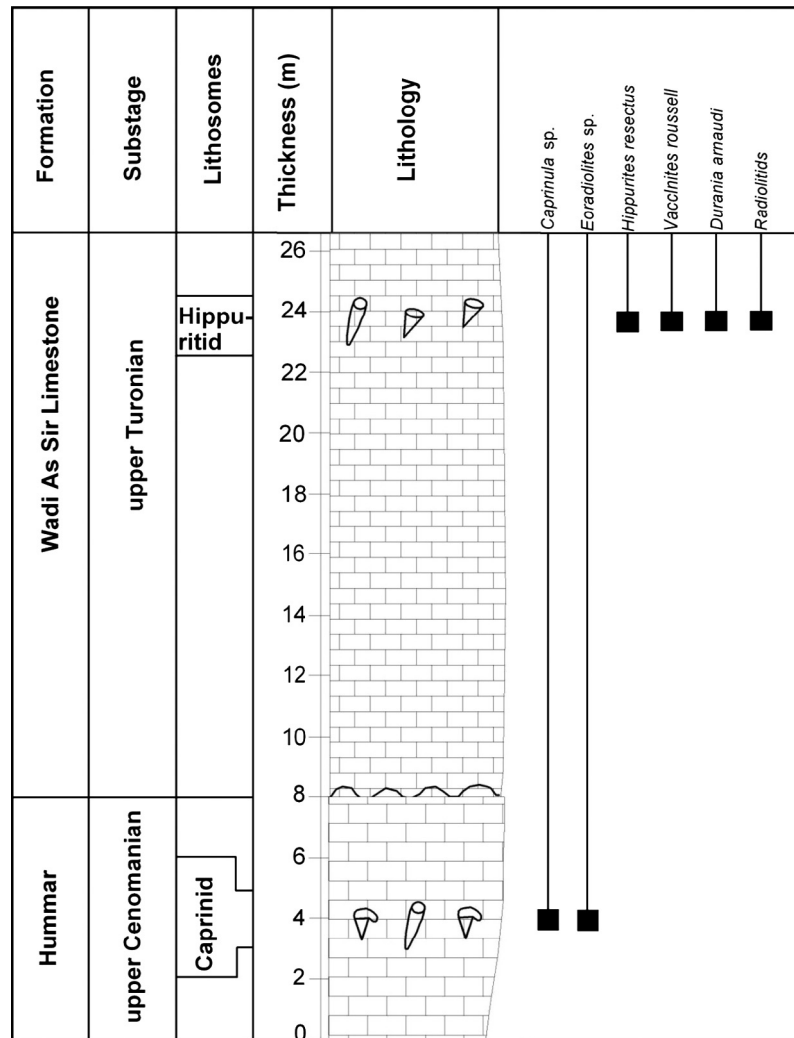 Formation
Substage
Lithosomes
Thickness (m)
Lithology
Caprinula sp.
Eoradiolites sp.
Hippurites resectus
VaccInites roussell
Durania arnaudi
Radiolitids
Wadi As Sir Limestone
upper Turonian
Hippu-
ritid
26
24
22
20
18
16
14
12
10
8
Hummar
upper Cenomanian
Caprinid
6
4
2
0